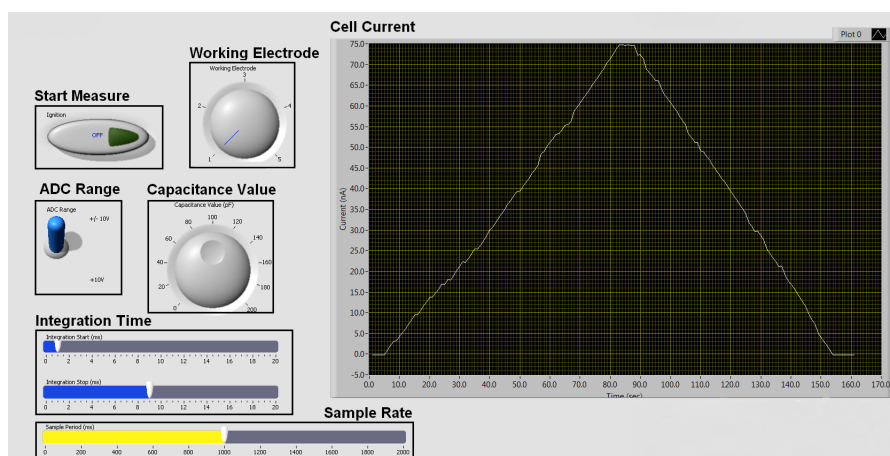 Cell Current
Plot 0
Working Electrode
Working Electrode
1 2 3 4 5
Start Measure
Ignition
OFF
ADC Range
ADC Range
+/- 10V
+10V
Capacitance Value
Capacitance Value (pF)
0 20 40 60 80 100 120 140 160 180 200
Integration Time
Integration Start (ms)
0 2 4 6 8 10 12 14 16 18 20
Integration Stop (ms)
0 2 4 6 8 10 12 14 16 18 20
Sample Rate
Sample Period (ms)
0 200 400 600 800 1000 1200 1400 1600 1800 2000
Current (nA)
75.0
70.0
65.0
60.0
55.0
50.0
45.0
40.0
35.0
30.0
25.0
20.0
15.0
10.0
5.0
0.0
-5.0
0.0 10.0 20.0 30.0 40.0 50.0 60.0 70.0 80.0 90.0 100.0 110.0 120.0 130.0 140.0 150.0 160.0 170.0
Time (sec)